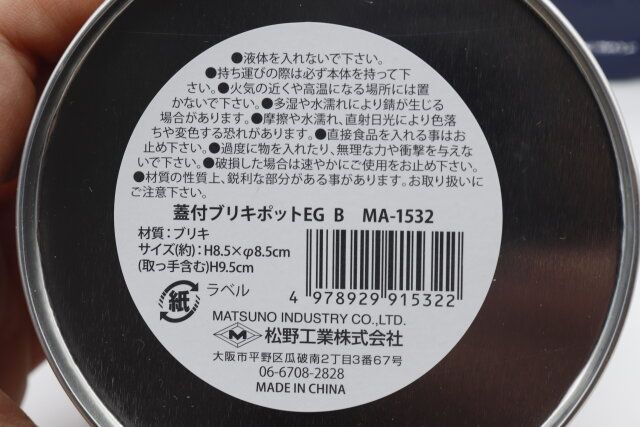 ●液体を入れないで下さい。
●持ち運びの際は必ず本体を持って下
さい。●火気の近くや高温になる場所には置
かないで下さい。●多湿や水濡れにより錆が生じる
場合があります。●摩擦や水濡れ、直射日光により色落
ちや変色する恐れがあります。●直接食品を入れる事はお
止め下さい。●過度に物を入れたり、無理な力や衝撃を与えな
いで下さい。●破損した場合は速やかにご使用をお止め下さい。
●材質の性質上、鋭利な部分がある事が有ります。お取り扱いに
ご注意下さい。
蓋付ブリキポットEG B MA-1532
材質：ブリキ
サイズ(約)：H8.5×φ8.5cm
(取っ手含む)H9.5cm
紙 ラベル
4 978929 915322
MATSUNO INDUSTRY CO.,LTD.
松野工業株式会社
大阪市平野区瓜破南2丁目3番67号
06-6708-2828
MADE IN CHINA